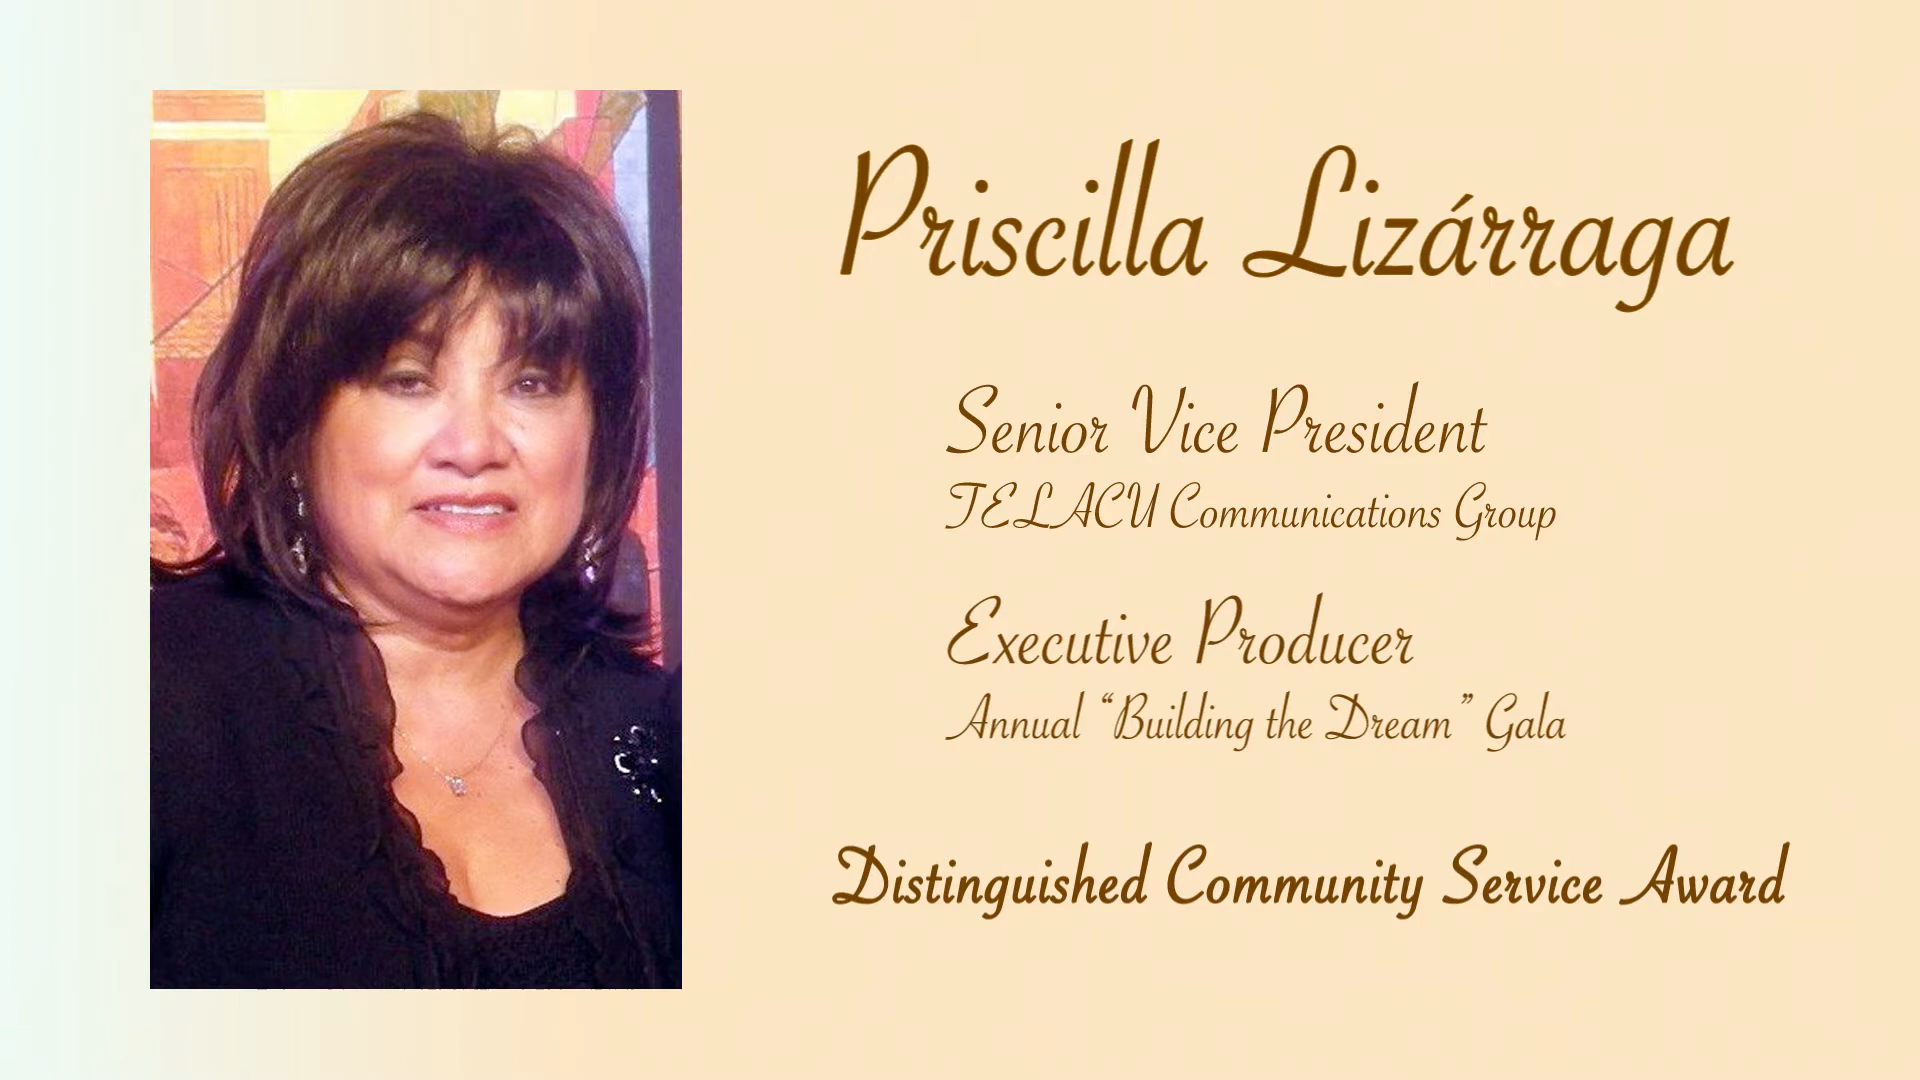 Priscilla Lizárraga
Senior Vice President
TELACU Communications Group
Executive Producer
Annual “Building the Dream” Gala
Distinguished Community Service Award